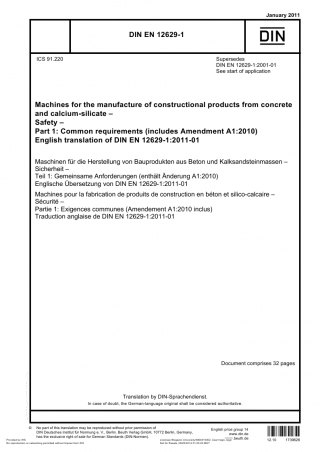 January 2011
DIN EN 12629-1
DIN
ICS 91.220
Supersedes
DIN EN 12629-1:2001-01
See start of application
Machines for the manufacture of constructional products from concrete
and calcium-silicate –
Safety –
Part 1: Common requirements (includes Amendment A1:2010)
English translation of DIN EN 12629-1:2011-01
Maschinen für die Herstellung von Bauprodukten aus Beton und Kalksandsteinmassen –
Sicherheit –
Teil 1: Gemeinsame Anforderungen (enthält Änderung A1:2010)
Englische Übersetzung von DIN EN 12629-1:2011-01
Machines pour la fabrication de produits de construction en béton et silico-calcaire –
Sécurité –
Partie 1: Exigences communes (Amendement A1:2010 inclus)
Traduction anglaise de DIN EN 12629-1:2011-01
Document comprises 32 pages
Translation by DIN-Sprachendienst.
In case of doubt, the German-language original shall be considered authoritative.
© No part of this translation may be reproduced without prior permission of
DIN Deutsches Institut für Normung e. V., Berlin. Beuth Verlag GmbH, 10772 Berlin, Germany,
has the exclusive right of sale for German Standards (DIN-Normen).
English price group 14
www.din.de
www.beuth.de
12.10